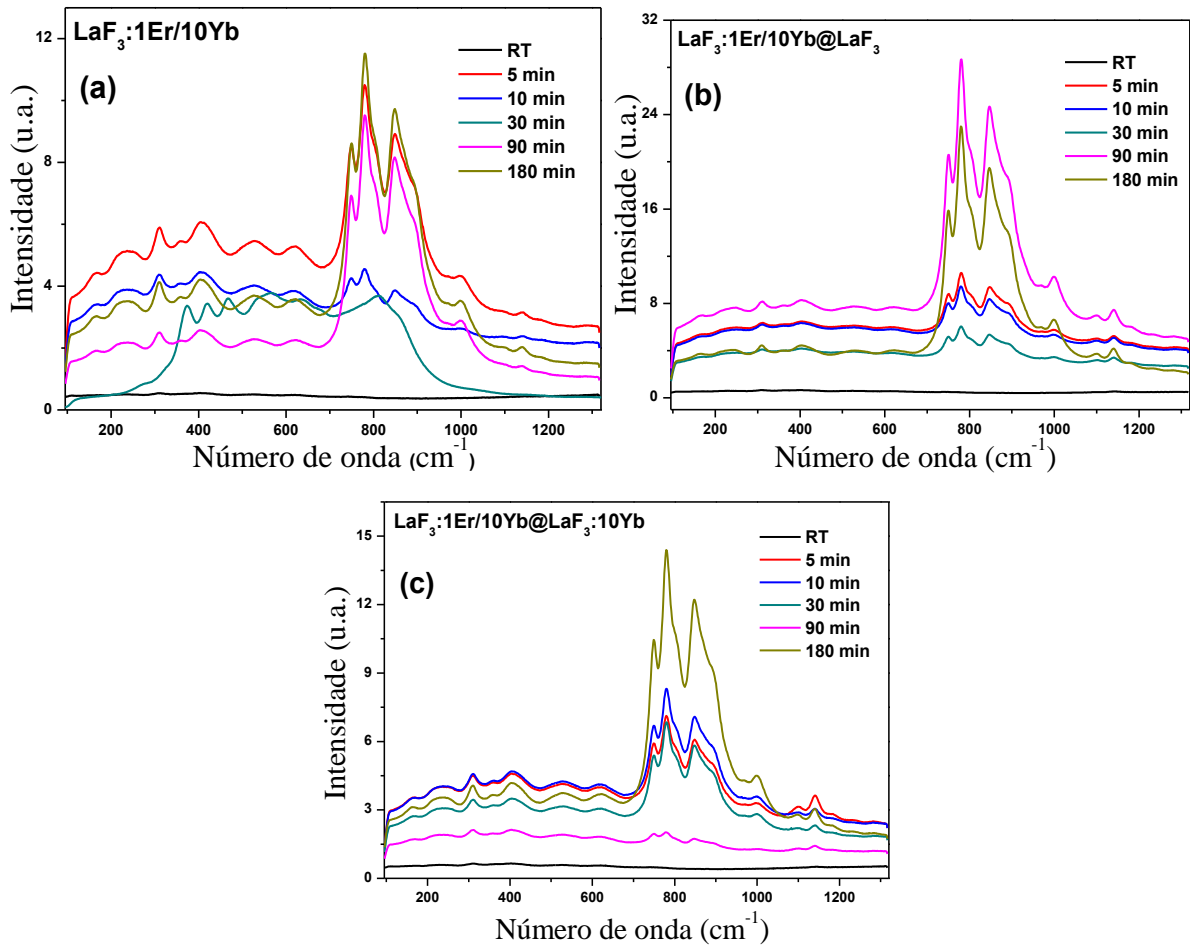 LaF3:1Er/10Yb
(a)
RT
5 min
10 min
30 min
90 min
180 min
12
8
4
0
200 400 600 800 1000 1200
Intensidade (u.a.)
Número de onda (cm-1)
LaF3:1Er/10Yb@LaF3
(b)
RT
5 min
10 min
30 min
90 min
180 min
32
24
16
8
0
200 400 600 800 1000 1200
Intensidade (u.a.)
Número de onda (cm-1)
LaF3:1Er/10Yb@LaF3:10Yb
(c)
RT
5 min
10 min
30 min
90 min
180 min
15
12
9
6
3
0
200 400 600 800 1000 1200
Intensidade (u.a.)
Número de onda (cm-1)